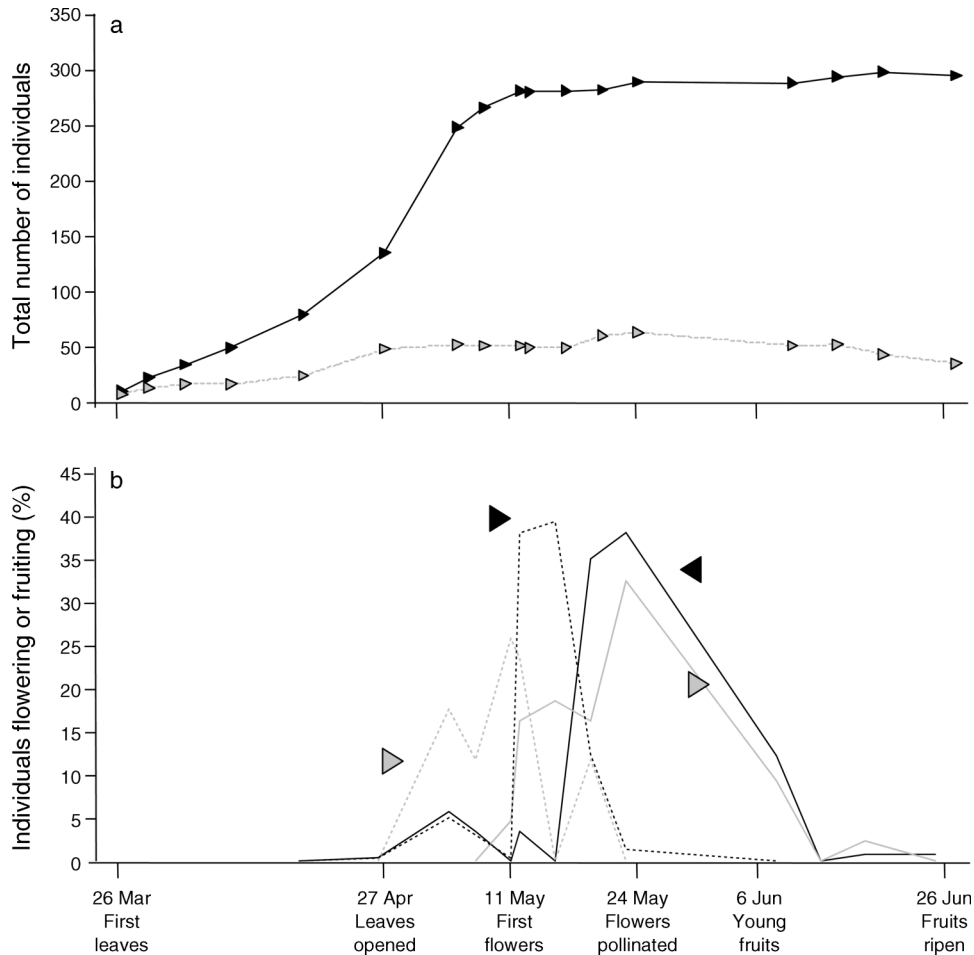 a
350
300
250
200
150
100
50
0
Total number of individuals
b
45
40
35
30
25
20
15
10
5
0
Individuals flowering or fruiting (%)
26 Mar
First
leaves
27 Apr
Leaves
opened
11 May
First
flowers
24 May
Flowers
pollinated
6 Jun
Young
fruits
26 Jun
Fruits
ripen